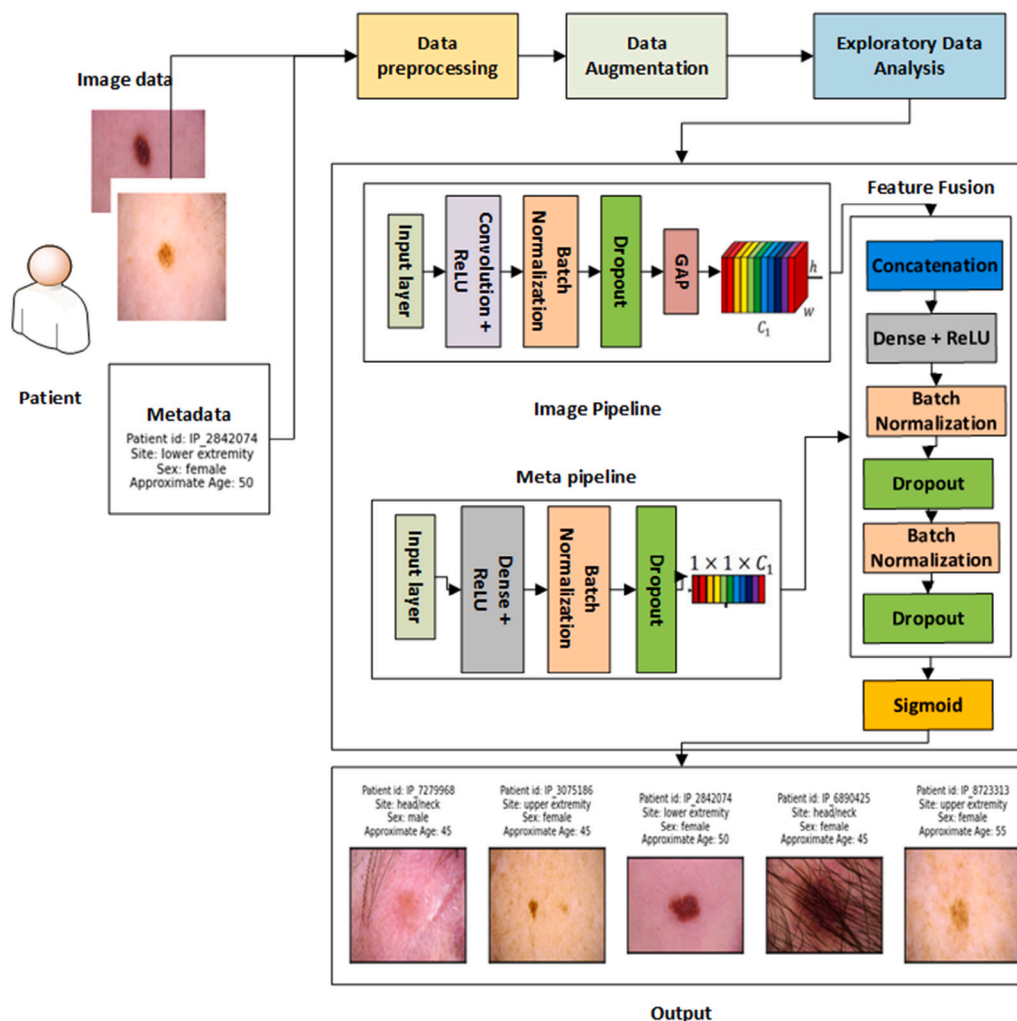 Data
preprocessing
Data
Augmentation
Exploratory Data
Analysis
Image data
Patient
Metadata
Patient id: IP_2842074
Site: lower extremity
Sex: female
Approximate Age: 50
Input layer
Convolution +
ReLU
Batch
Normalization
Dropout
GAP
h
w
C₁
Image Pipeline
Meta pipeline
Input layer
Dense +
ReLU
Batch
Normalization
Dropout
1 × 1 × C₁
Feature Fusion
Concatenation
Dense + ReLU
Batch
Normalization
Dropout
Batch
Normalization
Dropout
Sigmoid
Patient id: IP_7279968
Site: head/neck
Sex: male
Approximate Age: 45
Patient id: IP_3075186
Site: upper extremity
Sex: female
Approximate Age: 45
Patient id: IP_2842074
Site: lower extremity
Sex: female
Approximate Age: 50
Patient id: IP_6890425
Site: head/neck
Sex: female
Approximate Age: 45
Patient id: IP_8723313
Site: upper extremity
Sex: female
Approximate Age: 55
Output